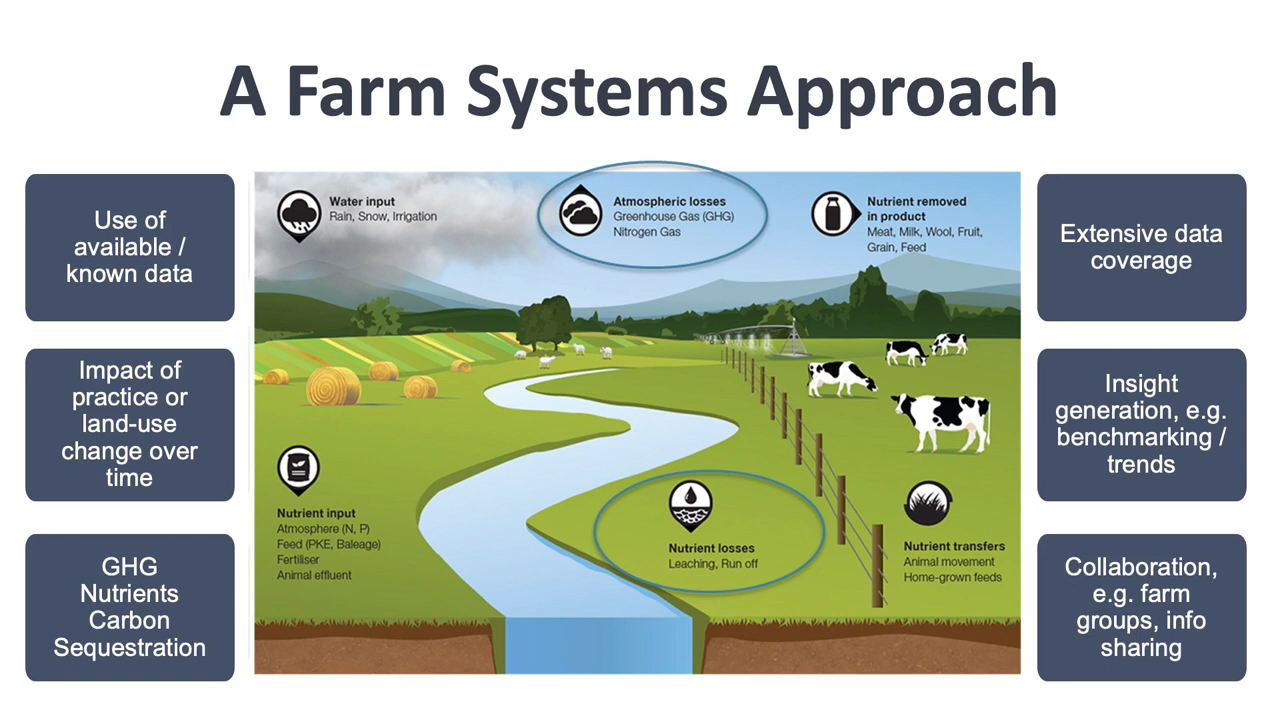 A Farm Systems Approach
Use of
available /
known data
Impact of
practice or
land-use
change over
time
GHG
Nutrients
Carbon
Sequestration
Water input
Rain, Snow, Irrigation
Atmospheric losses
Greenhouse Gas (GHG)
Nitrogen Gas
Nutrient removed
in product
Meat, Milk, Wool, Fruit,
Grain, Feed
Nutrient input
Atmosphere (N, P)
Feed (PKE, Baleage)
Fertiliser
Animal effluent
Nutrient losses
Leaching, Run off
Nutrient transfers
Animal movement
Home-grown feeds
Extensive data
coverage
Insight
generation, e.g.
benchmarking /
trends
Collaboration,
e.g. farm
groups, info
sharing